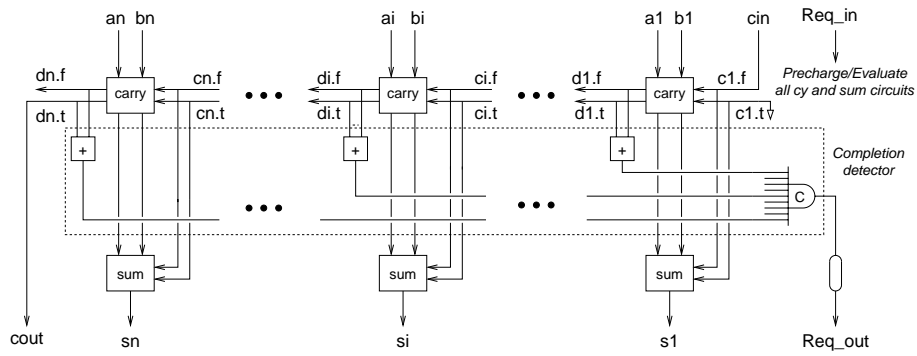 an bn ai bi a1 b1 cin Req_in
dn.f cn.f di.f ci.f d1.f c1.f
Precharge/Evaluate
all cy and sum circuits
carry carry carry
dn.t cn.t di.t ci.t d1.t c1.t
+ + +
Completion
detector
C
sum sum sum
cout sn si s1 Req_out